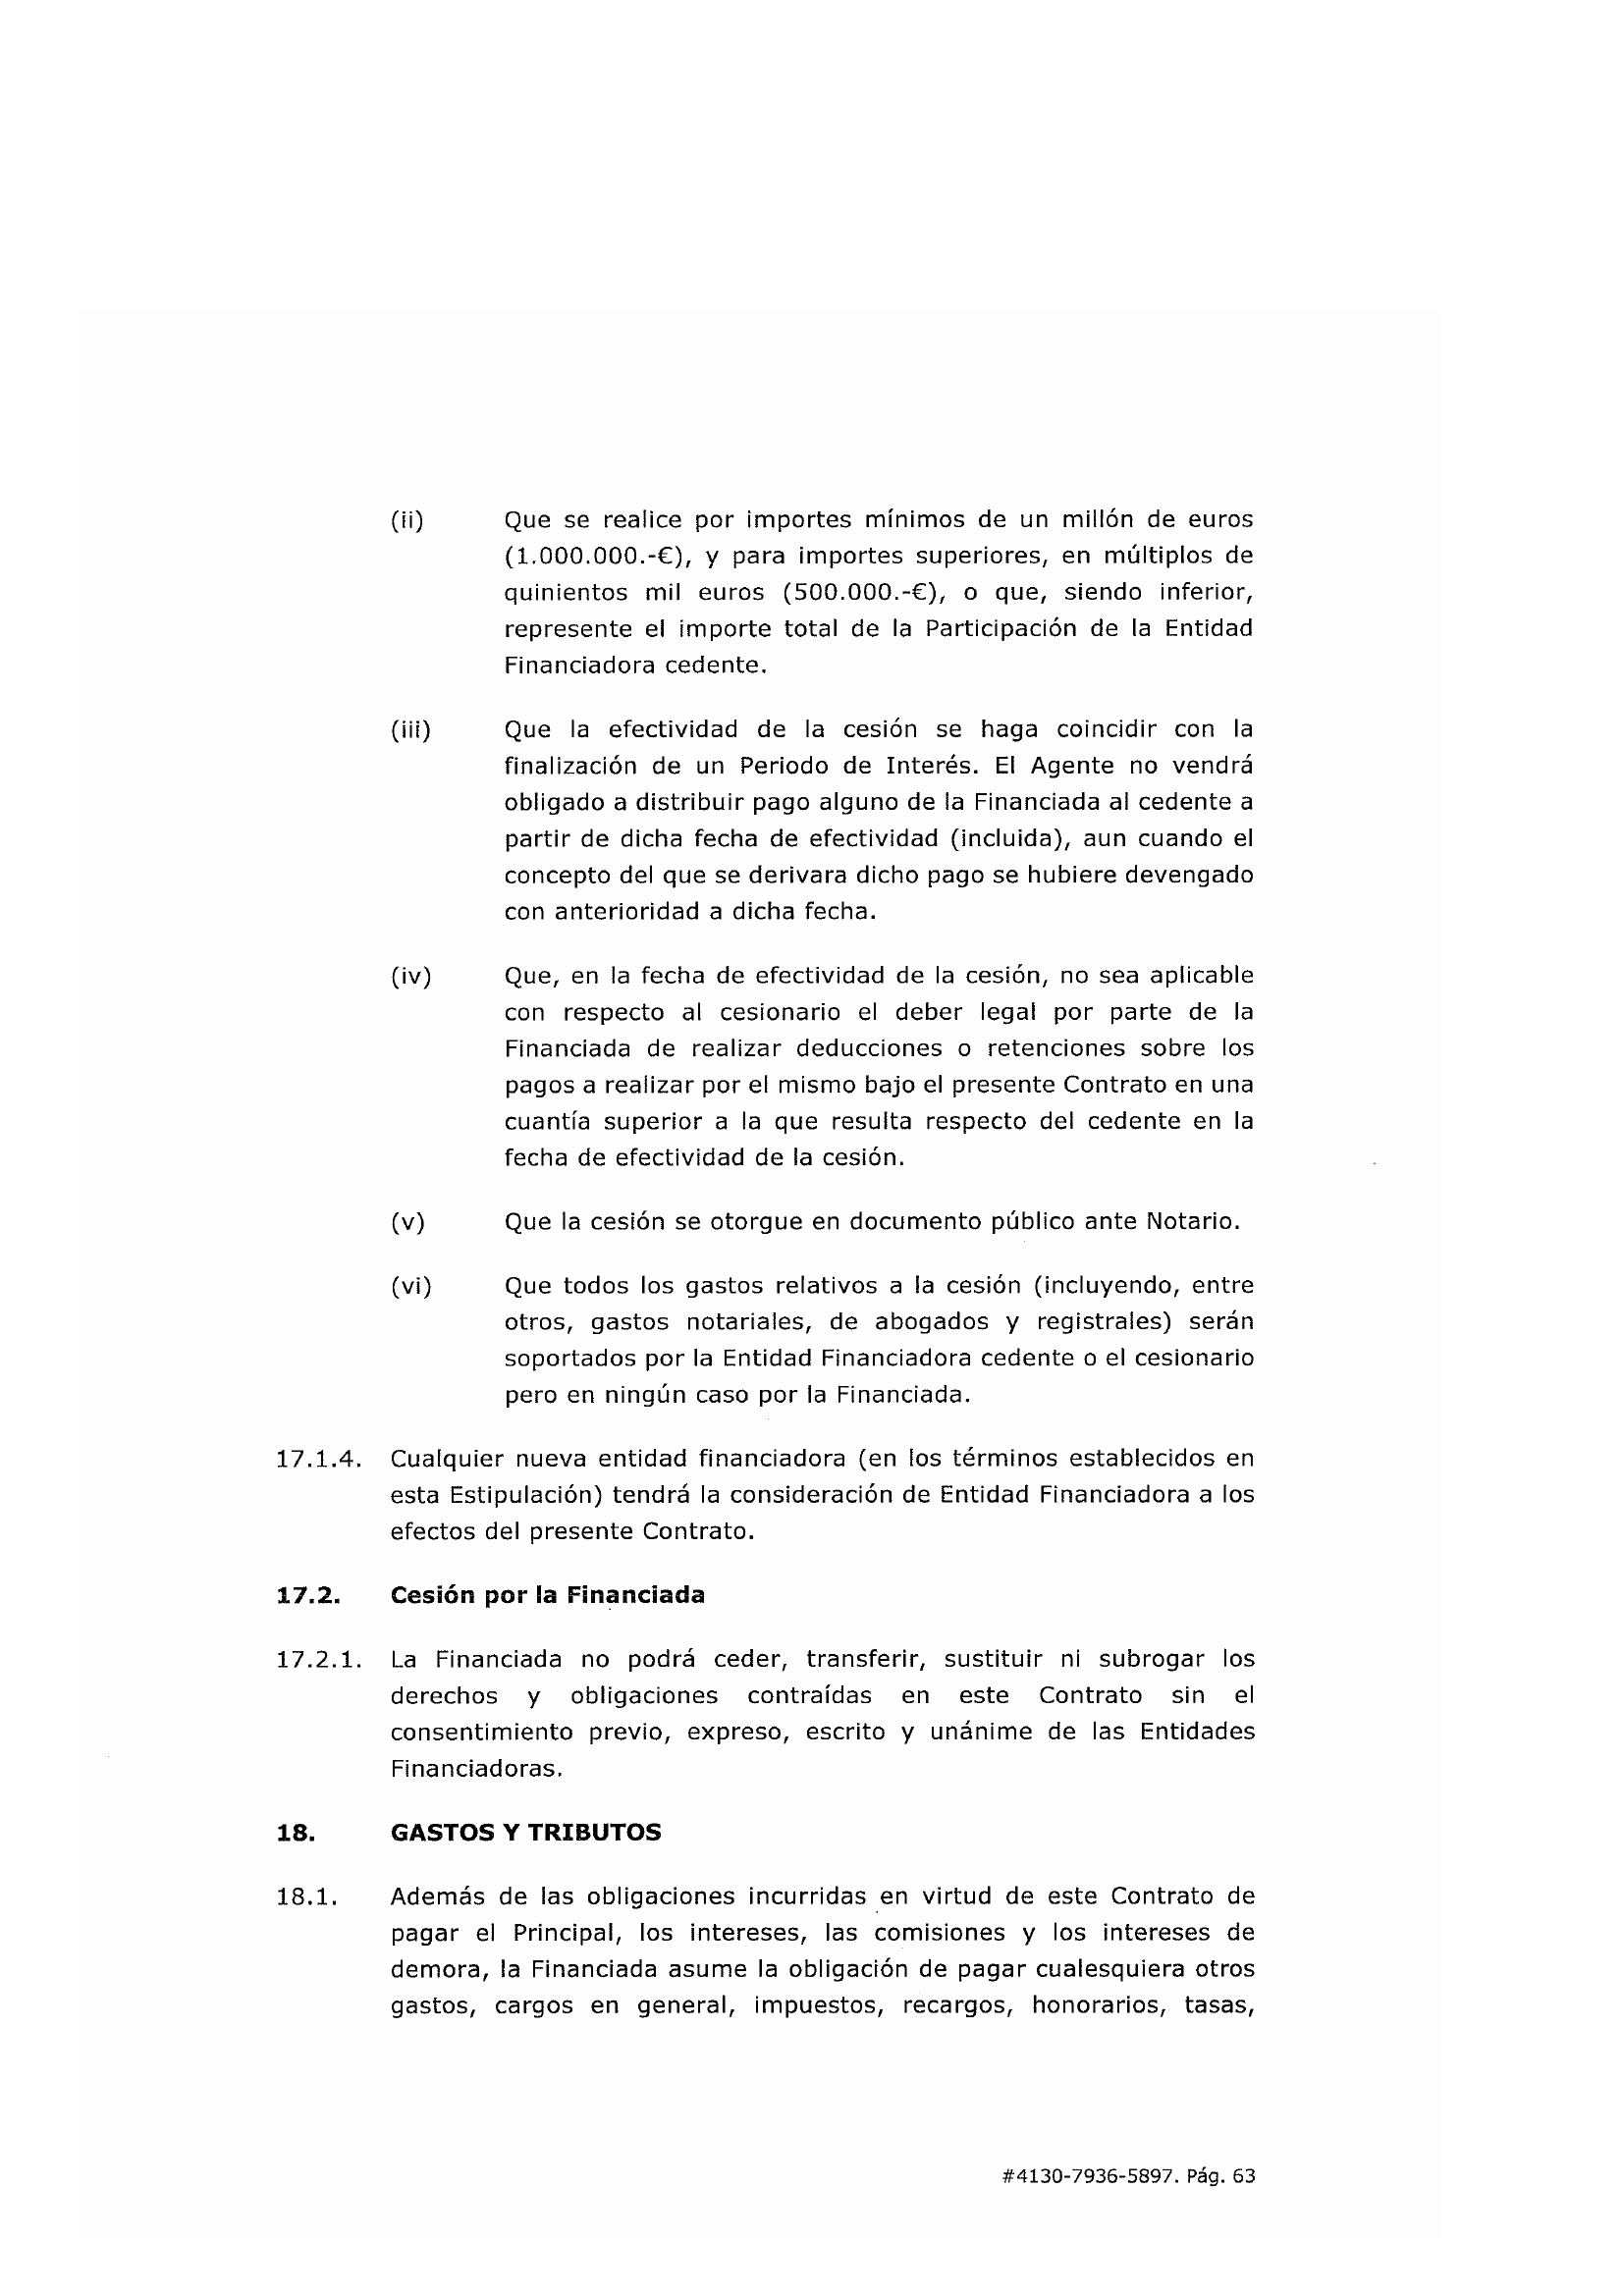 (ii) Que se realice por importes mínimos de un millón de euros
(1.000.000.-€), y para importes superiores, en múltiplos de
quinientos mil euros (500.000.-€), o que, siendo inferior,
represente el importe total de la Participación de la Entidad
Financiadora cedente.
(iii) Que la efectividad de la cesión se haga coincidir con la
finalización de un Periodo de Interés. El Agente no vendrá
obligado a distribuir pago alguno de la Financiada al cedente a
partir de dicha fecha de efectividad (incluida), aun cuando el
concepto del que se derivara dicho pago se hubiere devengado
con anterioridad a dicha fecha.
(iv) Que, en la fecha de efectividad de la cesión, no sea aplicable
con respecto al cesionario el deber legal por parte de la
Financiada de realizar deducciones o retenciones sobre los
pagos a realizar por el mismo bajo el presente Contrato en una
cuantía superior a la que resulta respecto del cedente en la
fecha de efectividad de la cesión.
(v) Que la cesión se otorgue en documento público ante Notario.
(vi) Que todos los gastos relativos a la cesión (incluyendo, entre
otros, gastos notariales, de abogados y registrales) serán
soportados por la Entidad Financiadora cedente o el cesionario
pero en ningún caso por la Financiada.
17.1.4. Cualquier nueva entidad financiadora (en los términos establecidos en
esta Estipulación) tendrá la consideración de Entidad Financiadora a los
efectos del presente Contrato.
17.2. Cesión por la Financiada
17.2.1. La Financiada no podrá ceder, transferir, sustituir ni subrogar los
derechos y obligaciones contraídas en este Contrato sin el
consentimiento previo, expreso, escrito y unánime de las Entidades
Financiadoras.
18. GASTOS Y TRIBUTOS
18.1. Además de las obligaciones incurridas en virtud de este Contrato de
pagar el Principal, los intereses, las comisiones y los intereses de
demora, la Financiada asume la obligación de pagar cualesquiera otros
gastos, cargos en general, impuestos, recargos, honorarios, tasas,
#4130-7936-5897. Pág. 63